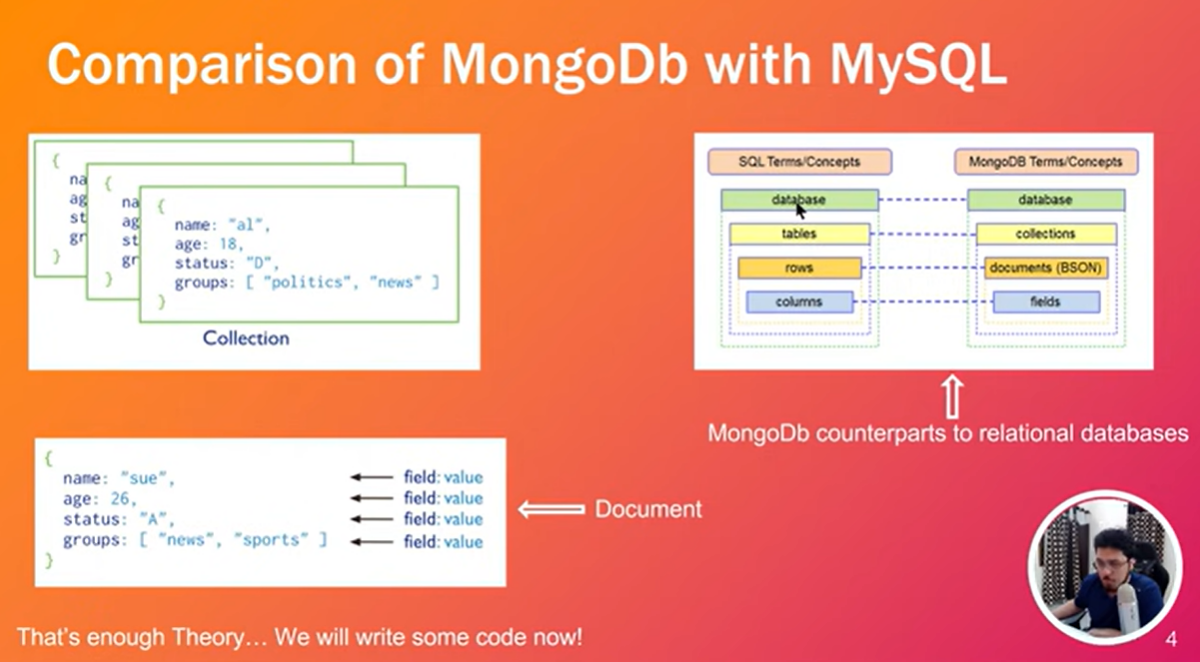 Comparison of MongoDb with MySQL
{
na
ag
st
gr
}
{
na
ag
st
gr
}
{
name: "al",
age: 18,
status: "D",
groups: [ "politics", "news" ]
}
Collection
SQL Terms/Concepts
MongoDB Terms/Concepts
database
database
tables
collections
rows
documents (BSON)
columns
fields
MongoDb counterparts to relational databases
{
name: "sue",
age: 26,
status: "A",
groups: [ "news", "sports" ]
}
field: value
field: value
field: value
field: value
Document
That's enough Theory... We will write some code now!
4